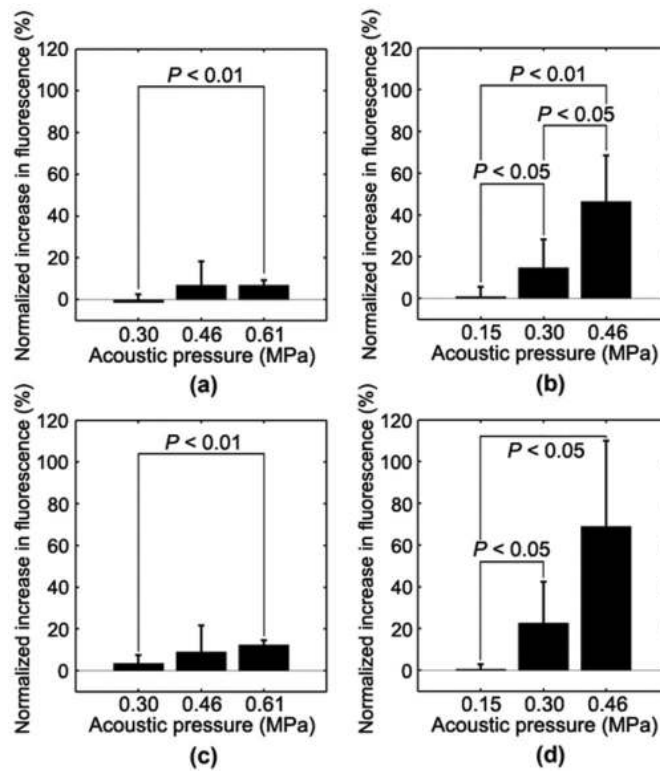 Normalized increase in fluorescence (%)
120
100
80
60
40
20
0
P < 0.01
0.30 0.46 0.61
Acoustic pressure (MPa)
(a)
Normalized increase in fluorescence (%)
120
100
80
60
40
20
0
P < 0.01
P < 0.05
P < 0.05
0.15 0.30 0.46
Acoustic pressure (MPa)
(b)
Normalized increase in fluorescence (%)
120
100
80
60
40
20
0
P < 0.01
0.30 0.46 0.61
Acoustic pressure (MPa)
(c)
Normalized increase in fluorescence (%)
120
100
80
60
40
20
0
P < 0.05
P < 0.05
0.15 0.30 0.46
Acoustic pressure (MPa)
(d)